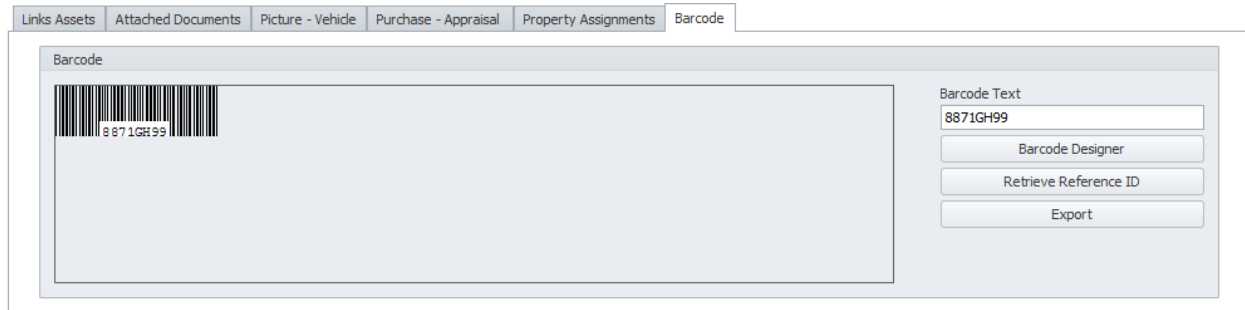 Links Assets Attached Documents Picture - Vehicle Purchase - Appraisal Property Assignments Barcode
Barcode
8871GH99
Barcode Text
8871GH99
Barcode Designer
Retrieve Reference ID
Export